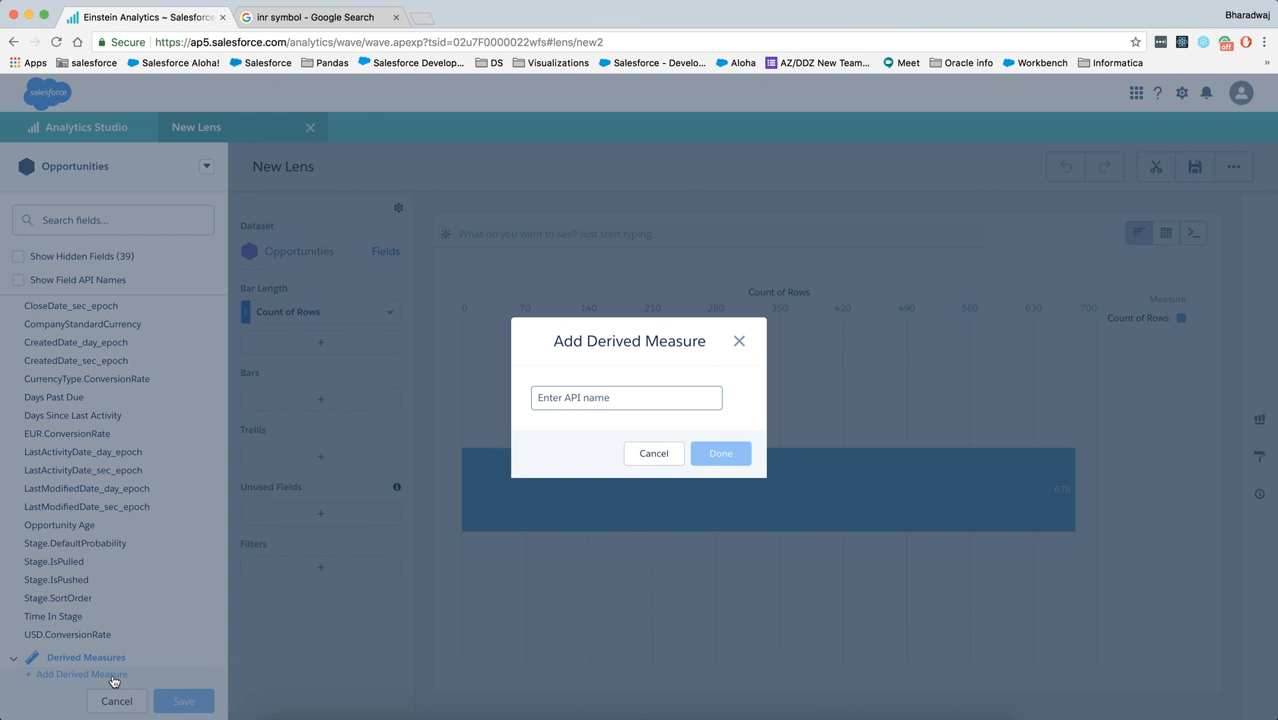 Einstein Analytics ~ Salesforce
inr symbol - Google Search
Bharadwaj
Secure
https://ap5.salesforce.com/analytics/wave/wave.apexp?tsid=02u7F0000022wfs#lens/new2
off
Apps
salesforce
Salesforce Aloha!
Salesforce
Pandas
Salesforce Develop...
DS
Visualizations
Salesforce - Develo...
Aloha
AZ/DDZ New Team...
Meet
Oracle info
Workbench
Informatica
»
salesforce
Analytics Studio
New Lens
Opportunities
New Lens
Search fields...
Show Hidden Fields (39)
Show Field API Names
CloseDate_sec_epoch
CompanyStandardCurrency
CreatedDate_day_epoch
CreatedDate_sec_epoch
CurrencyType.ConversionRate
Days Past Due
Days Since Last Activity
EUR.ConversionRate
LastActivityDate_day_epoch
LastActivityDate_sec_epoch
LastModifiedDate_day_epoch
LastModifiedDate_sec_epoch
Opportunity Age
Stage.DefaultProbability
Stage.IsPulled
Stage.IsPushed
Stage.SortOrder
Time In Stage
USD.ConversionRate
Derived Measures
+ Add Derived Measure
Cancel
Save
Dataset
Opportunities
Fields
Bar Length
Count of Rows
+
Bars
+
Trellis
+
Unused Fields
+
Filters
+
What do you want to see? Just start typing...
Count of Rows
0 70 140 210 280 350 420 490 560 630 700
Measure
Count of Rows
676
Add Derived Measure
Enter API name
Cancel
Done